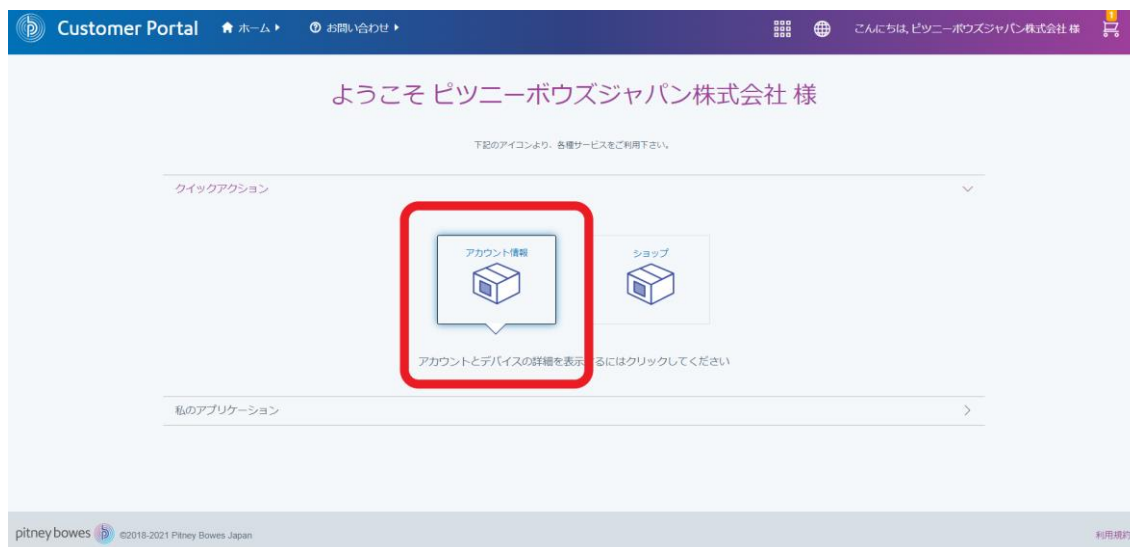 Customer Portal ホーム お問い合わせ こんにちは, ピツニーボウズジャパン株式会社 様 1
ようこそ ピツニーボウズジャパン株式会社 様
下記のアイコンより、各種サービスをご利用下さい。
クイックアクション
アカウント情報 ショップ
アカウントとデバイスの詳細を表示するにはクリックしてください
私のアプリケーション
pitney bowes ©2018-2021 Pitney Bowes Japan 利用規約